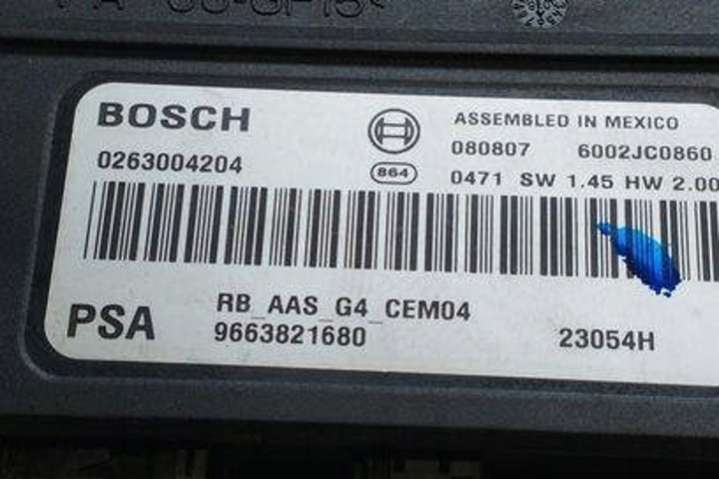 BOSCH
0263004204
864
ASSEMBLED IN MEXICO
080807 6002JC0860
0471 SW 1.45 HW 2.00
PSA
RB_AAS_G4_CEM04
9663821680
23054H